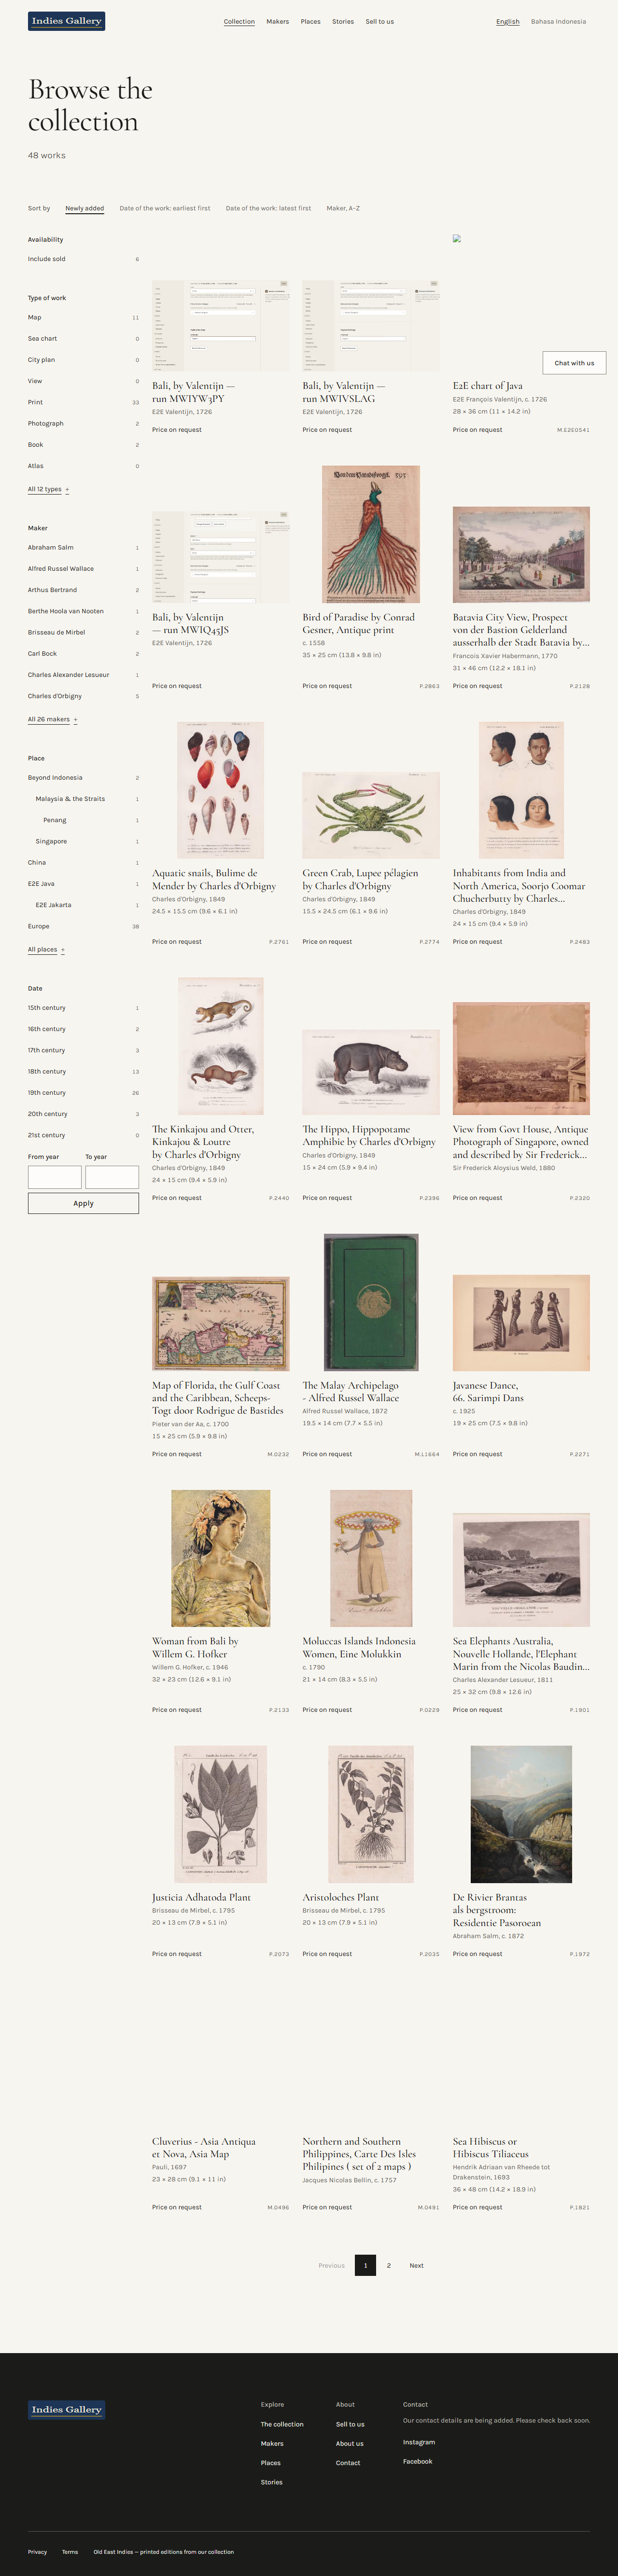 Indies Gallery
Collection Makers Places Stories Sell to us
English Bahasa Indonesia
Browse the
collection
48 works
Sort by Newly added Date of the work: earliest first Date of the work: latest first Maker, A–Z
Availability
Include sold 6
Type of work
Map 11
Sea chart 0
City plan 0
View 0
Print 33
Photograph 2
Book 2
Atlas 0
All 12 types +
Maker
Abraham Salm 1
Alfred Russel Wallace 1
Arthus Bertrand 2
Berthe Hoola van Nooten 1
Brisseau de Mirbel 2
Carl Bock 2
Charles Alexander Lesueur 1
Charles d'Orbigny 5
All 26 makers +
Place
Beyond Indonesia 2
Malaysia & the Straits 1
Penang 1
Singapore 1
China 1
E2E Java 1
E2E Jakarta 1
Europe 38
All places +
Date
15th century 1
16th century 2
17th century 3
18th century 13
19th century 26
20th century 3
21st century 0
From year To year
Apply
Chat with us
Bali, by Valentijn —
run MWIYW3PY
E2E Valentijn, 1726
Price on request
Bali, by Valentijn —
run MWIVSLAG
E2E Valentijn, 1726
Price on request
E2E chart of Java
E2E François Valentijn, c. 1726
28 × 36 cm (11 × 14.2 in)
Price on request M.E2E0541
Bali, by Valentijn
— run MWIQ45JS
E2E Valentijn, 1726
Price on request
Bird of Paradise by Conrad
Gesner, Antique print
c. 1558
35 × 25 cm (13.8 × 9.8 in)
Price on request P.2863
Batavia City View, Prospect
von der Bastion Gelderland
ausserhalb der Stadt Batavia by...
Francois Xavier Habermann, 1770
31 × 46 cm (12.2 × 18.1 in)
Price on request P.2128
Aquatic snails, Bulime de
Mender by Charles d'Orbigny
Charles d'Orbigny, 1849
24.5 × 15.5 cm (9.6 × 6.1 in)
Price on request P.2761
Green Crab, Lupee pélagien
by Charles d'Orbigny
Charles d'Orbigny, 1849
15.5 × 24.5 cm (6.1 × 9.6 in)
Price on request P.2774
Inhabitants from India and
North America, Soorjo Coomar
Chucherbutty by Charles...
Charles d'Orbigny, 1849
24 × 15 cm (9.4 × 5.9 in)
Price on request P.2483
The Kinkajou and Otter,
Kinkajou & Loutre
by Charles d'Orbigny
Charles d'Orbigny, 1849
24 × 15 cm (9.4 × 5.9 in)
Price on request P.2440
The Hippo, Hippopotame
Amphibie by Charles d'Orbigny
Charles d'Orbigny, 1849
15 × 24 cm (5.9 × 9.4 in)
Price on request P.2396
View from Govt House, Antique
Photograph of Singapore, owned
and described by Sir Frederick...
Sir Frederick Aloysius Weld, 1880
Price on request P.2320
Map of Florida, the Gulf Coast
and the Caribbean, Scheeps-
Togt door Rodrigue de Bastides
Pieter van der Aa, c. 1700
15 × 25 cm (5.9 × 9.8 in)
Price on request M.0232
The Malay Archipelago
- Alfred Russel Wallace
Alfred Russel Wallace, 1872
19.5 × 14 cm (7.7 × 5.5 in)
Price on request M.L1664
Javanese Dance,
66. Sarimpi Dans
c. 1925
19 × 25 cm (7.5 × 9.8 in)
Price on request P.2271
Woman from Bali by
Willem G. Hofker
Willem G. Hofker, c. 1946
32 × 23 cm (12.6 × 9.1 in)
Price on request P.2133
Moluccas Islands Indonesia
Women, Eine Molukkin
c. 1790
21 × 14 cm (8.3 × 5.5 in)
Price on request P.0229
Sea Elephants Australia,
Nouvelle Hollande, l'Elephant
Marin from the Nicolas Baudin...
Charles Alexander Lesueur, 1811
25 × 32 cm (9.8 × 12.6 in)
Price on request P.1901
Justicia Adhatoda Plant
Brisseau de Mirbel, c. 1795
20 × 13 cm (7.9 × 5.1 in)
Price on request P.2073
Aristoloches Plant
Brisseau de Mirbel, c. 1795
20 × 13 cm (7.9 × 5.1 in)
Price on request P.2035
De Rivier Brantas
als bergstroom:
Residentie Pasoroean
Abraham Salm, c. 1872
Price on request P.1972
Cluverius - Asia Antiqua
et Nova, Asia Map
Pauli, 1697
23 × 28 cm (9.1 × 11 in)
Price on request M.0496
Northern and Southern
Philippines, Carte Des Isles
Philipines ( set of 2 maps )
Jacques Nicolas Bellin, c. 1757
Price on request M.0491
Sea Hibiscus or
Hibiscus Tiliaceus
Hendrik Adriaan van Rheede tot
Drakenstein, 1693
36 × 48 cm (14.2 × 18.9 in)
Price on request P.1821
Previous 1 2 Next
Indies Gallery
Explore
The collection
Makers
Places
Stories
About
Sell to us
About us
Contact
Contact
Our contact details are being added. Please check back soon.
Instagram
Facebook
Privacy Terms Old East Indies — printed editions from our collection